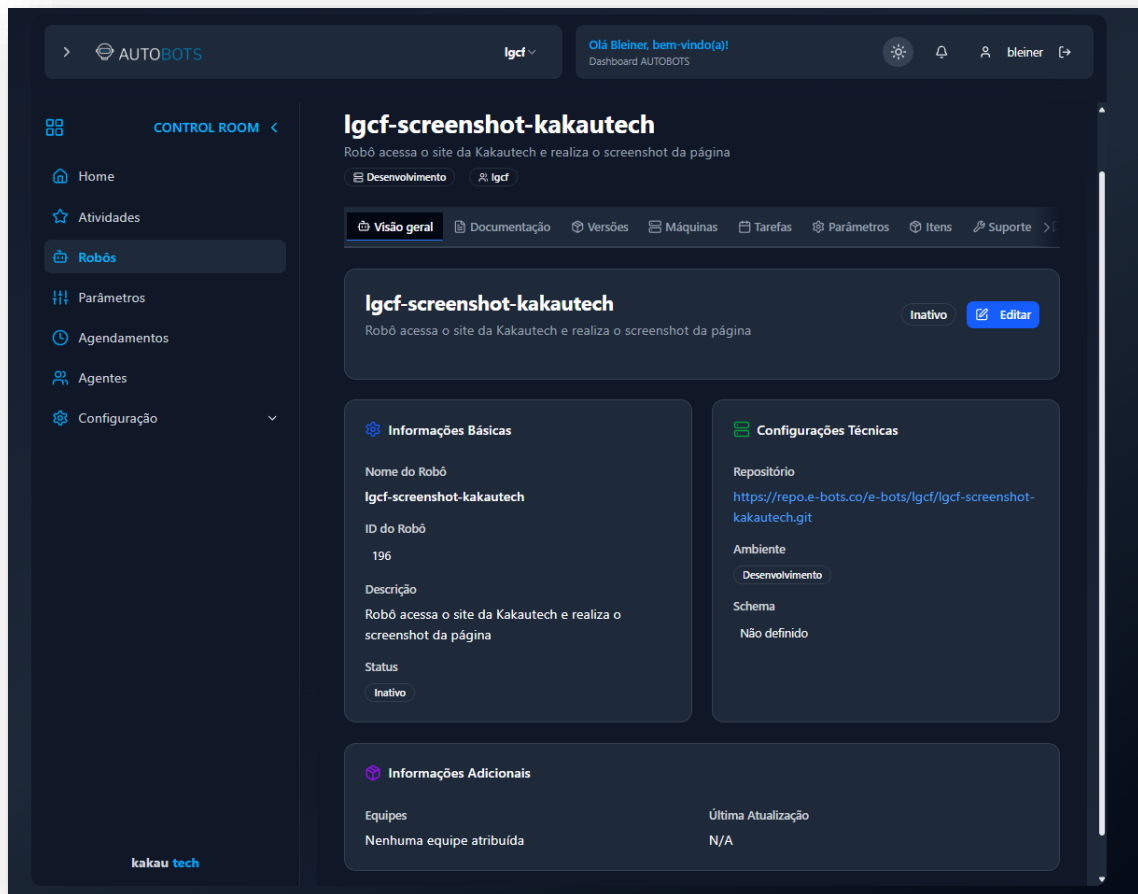 AUTOBOTS
lgcf
Olá Bleiner, bem-vindo(a)!
Dashboard AUTOBOTS
bleiner
CONTROL ROOM
Home
Atividades
Robôs
Parâmetros
Agendamentos
Agentes
Configuração
kakau tech
lgcf-screenshot-kakautech
Robô acessa o site da Kakautech e realiza o screenshot da página
Desenvolvimento
lgcf
Visão geral
Documentação
Versões
Máquinas
Tarefas
Parâmetros
Itens
Suporte
lgcf-screenshot-kakautech
Robô acessa o site da Kakautech e realiza o screenshot da página
Inativo
Editar
Informações Básicas
Nome do Robô
lgcf-screenshot-kakautech
ID do Robô
196
Descrição
Robô acessa o site da Kakautech e realiza o
screenshot da página
Status
Inativo
Configurações Técnicas
Repositório
https://repo.e-bots.co/e-bots/lgcf/lgcf-screenshot-
kakautech.git
Ambiente
Desenvolvimento
Schema
Não definido
Informações Adicionais
Equipes
Nenhuma equipe atribuída
Última Atualização
N/A